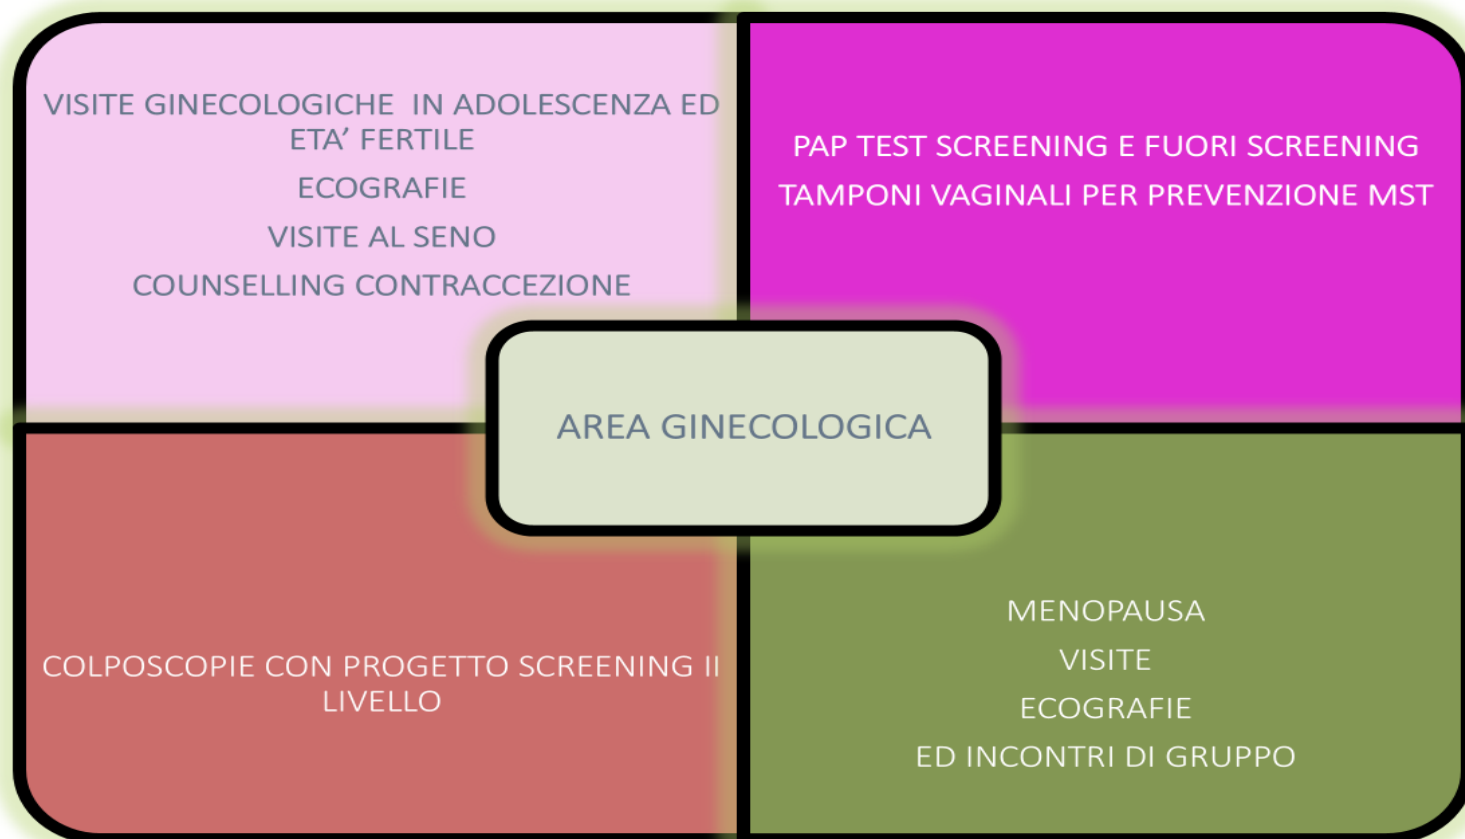 VISITE GINECOLOGICHE IN ADOLESCENZA ED
ETA’ FERTILE
ECOGRAFIE
VISITE AL SENO
COUNSELLING CONTRACCEZIONE
PAP TEST SCREENING E FUORI SCREENING
TAMPONI VAGINALI PER PREVENZIONE MST
AREA GINECOLOGICA
COLPOSCOPIE CON PROGETTO SCREENING II
LIVELLO
MENOPAUSA
VISITE
ECOGRAFIE
ED INCONTRI DI GRUPPO